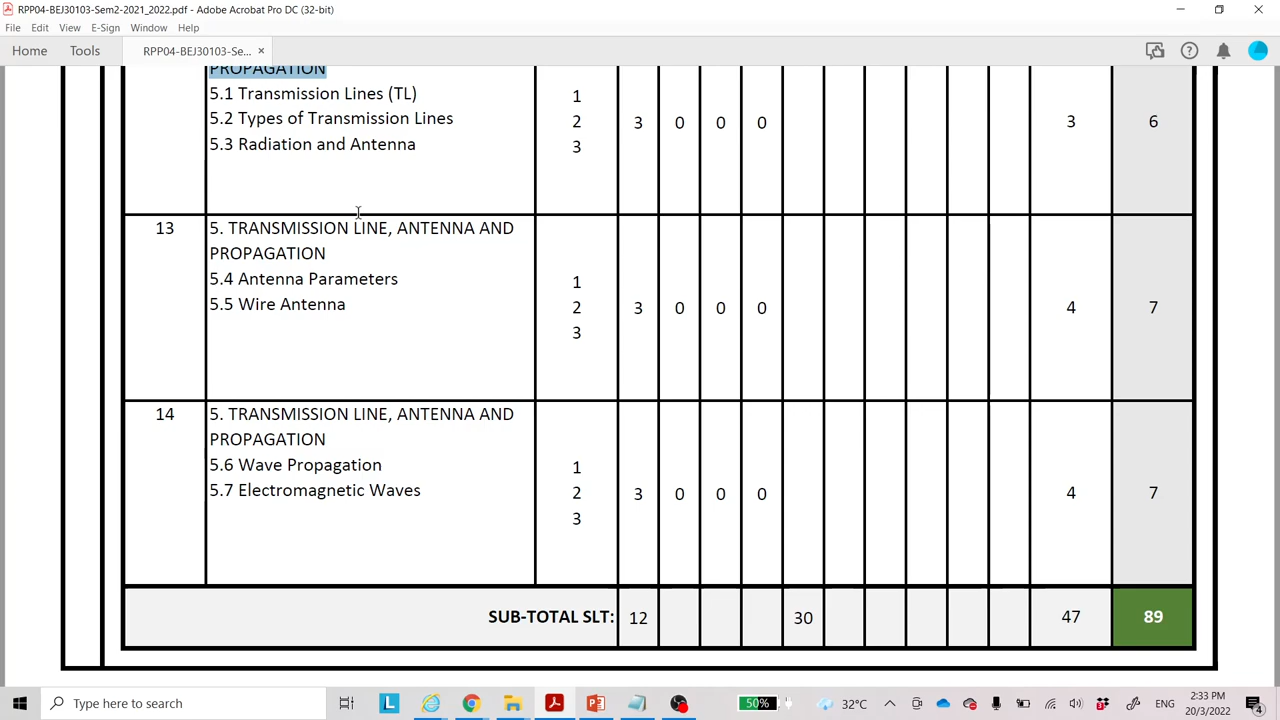 RPP04-BEJ30103-Sem2-2021_2022.pdf - Adobe Acrobat Pro DC (32-bit)
File Edit View E-Sign Window Help
Home Tools RPP04-BEJ30103-Se... ×
PROPAGATION
5.1 Transmission Lines (TL)
5.2 Types of Transmission Lines
5.3 Radiation and Antenna
1
2
3
3 0 0 0 3 6
13
5. TRANSMISSION LINE, ANTENNA AND
PROPAGATION
5.4 Antenna Parameters
5.5 Wire Antenna
1
2
3
3 0 0 0 4 7
14
5. TRANSMISSION LINE, ANTENNA AND
PROPAGATION
5.6 Wave Propagation
5.7 Electromagnetic Waves
1
2
3
3 0 0 0 4 7
SUB-TOTAL SLT: 12 30 47 89
Type here to search
L
50%
32°C
ENG
2:33 PM
20/3/2022
4